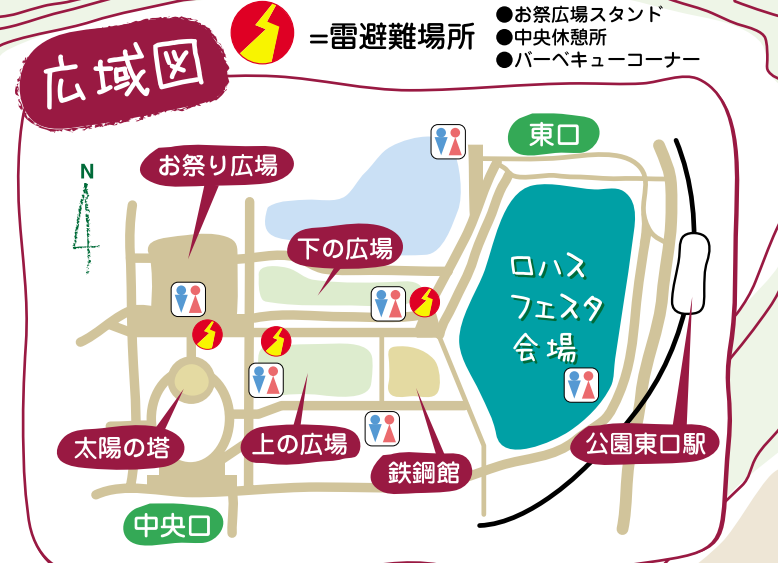 広域図
=雷避難場所
●お祭広場スタンド
●中央休憩所
●バーベキューコーナー
N
東口
お祭り広場
下の広場
ロハス
フェスタ
会場
太陽の塔
上の広場
鉄鋼館
公園東口駅
中央口